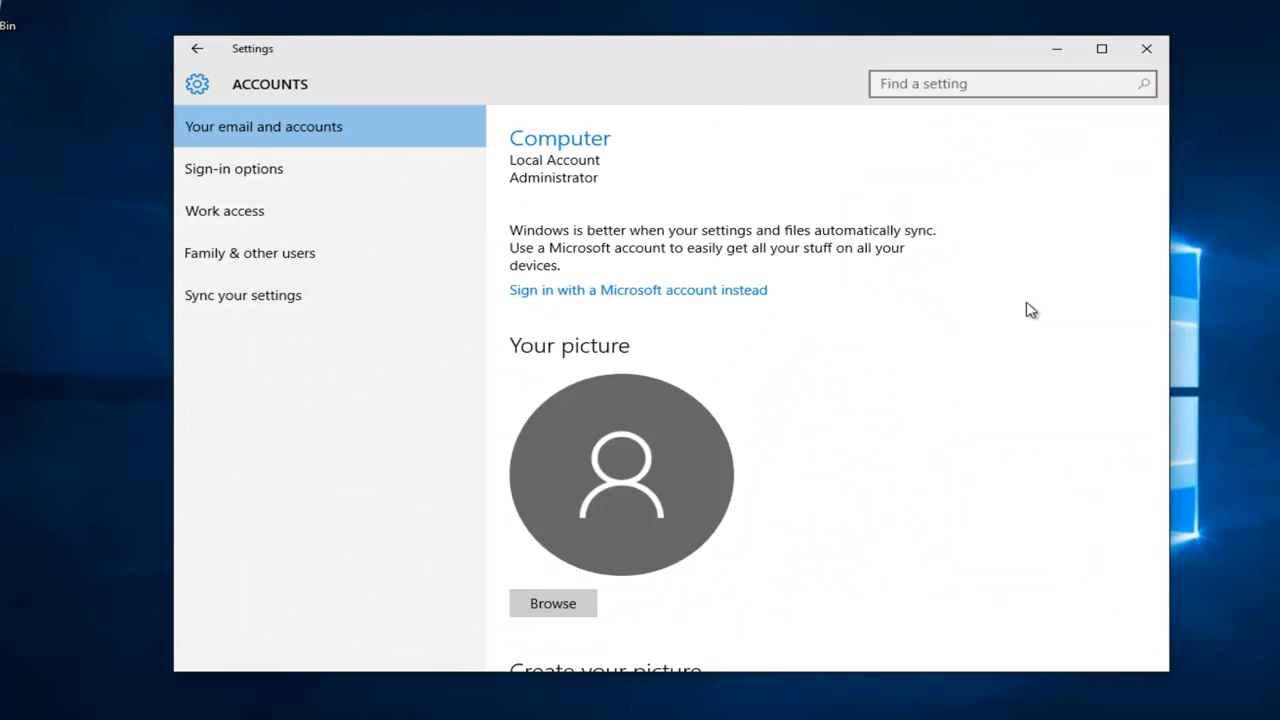 Bin
Settings
ACCOUNTS
Find a setting
Your email and accounts
Sign-in options
Work access
Family & other users
Sync your settings
Computer
Local Account
Administrator
Windows is better when your settings and files automatically sync.
Use a Microsoft account to easily get all your stuff on all your
devices.
Sign in with a Microsoft account instead
Your picture
Browse
Create your picture